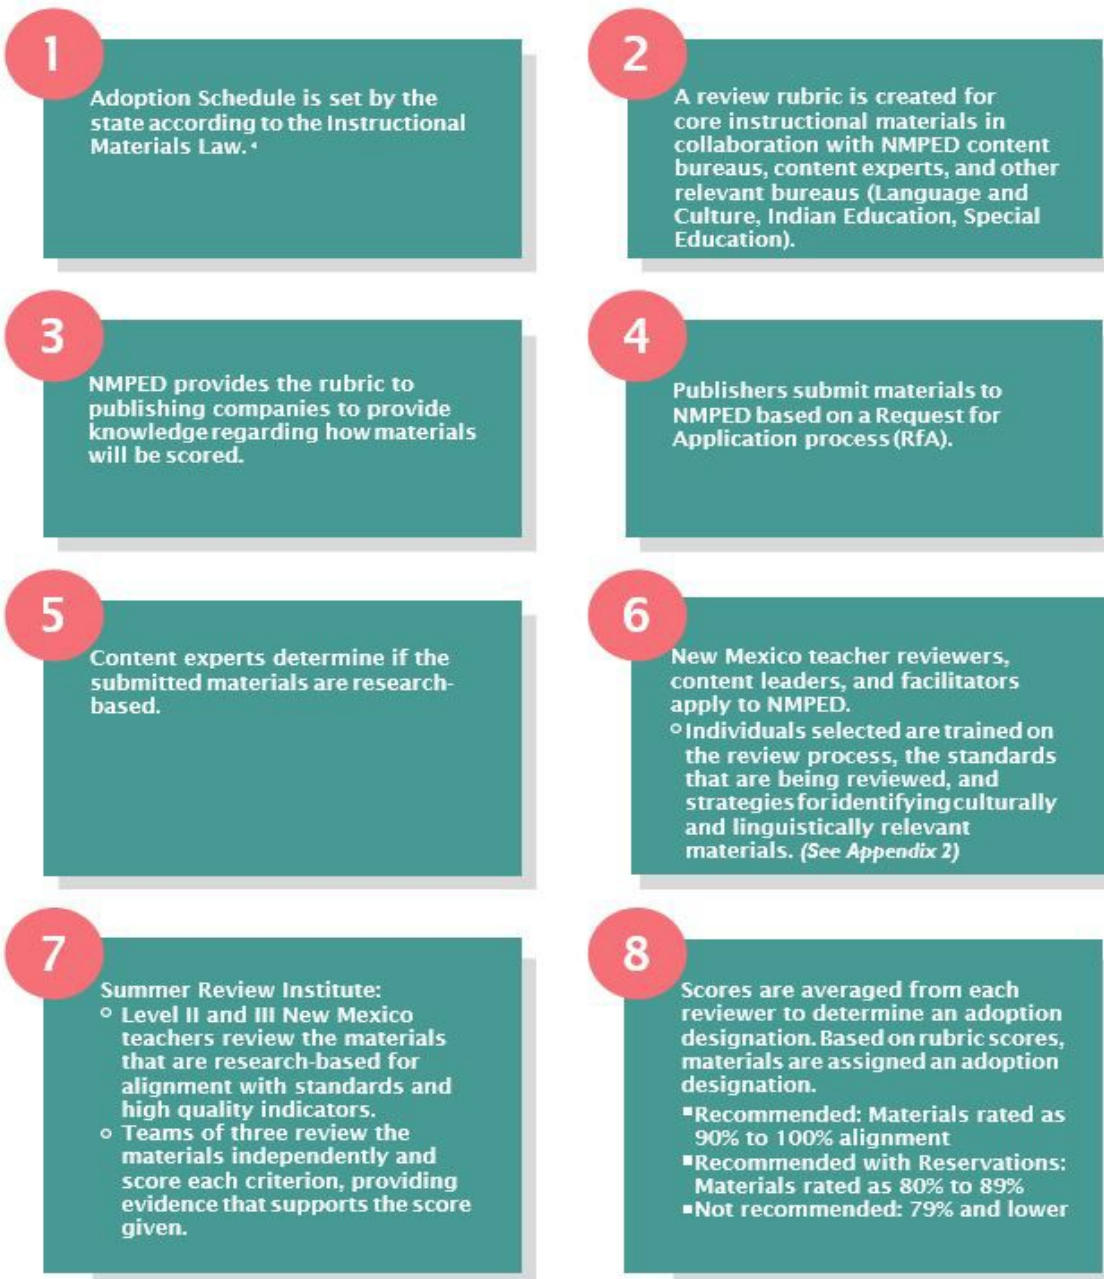 1
Adoption Schedule is set by the
state according to the Instructional
Materials Law.
2
A review rubric is created for
core instructional materials in
collaboration with NMPED content
bureaus, content experts, and other
relevant bureaus (Language and
Culture, Indian Education, Special
Education).
3
NMPED provides the rubric to
publishing companies to provide
knowledge regarding how materials
will be scored.
4
Publishers submit materials to
NMPED based on a Request for
Application process (RfA).
5
Content experts determine if the
submitted materials are research-
based.
6
New Mexico teacher reviewers,
content leaders, and facilitators
apply to NMPED.
Individuals selected are trained on
the review process, the standards
that are being reviewed, and
strategies for identifying culturally
and linguistically relevant
materials. (See Appendix 2)
7
Summer Review Institute:
Level II and III New Mexico
teachers review the materials
that are research-based for
alignment with standards and
high quality indicators.
Teams of three review the
materials independently and
score each criterion, providing
evidence that supports the score
given.
8
Scores are averaged from each
reviewer to determine an adoption
designation. Based on rubric scores,
materials are assigned an adoption
designation.
Recommended: Materials rated as
90% to 100% alignment
Recommended with Reservations:
Materials rated as 80% to 89%
Not recommended: 79% and lower